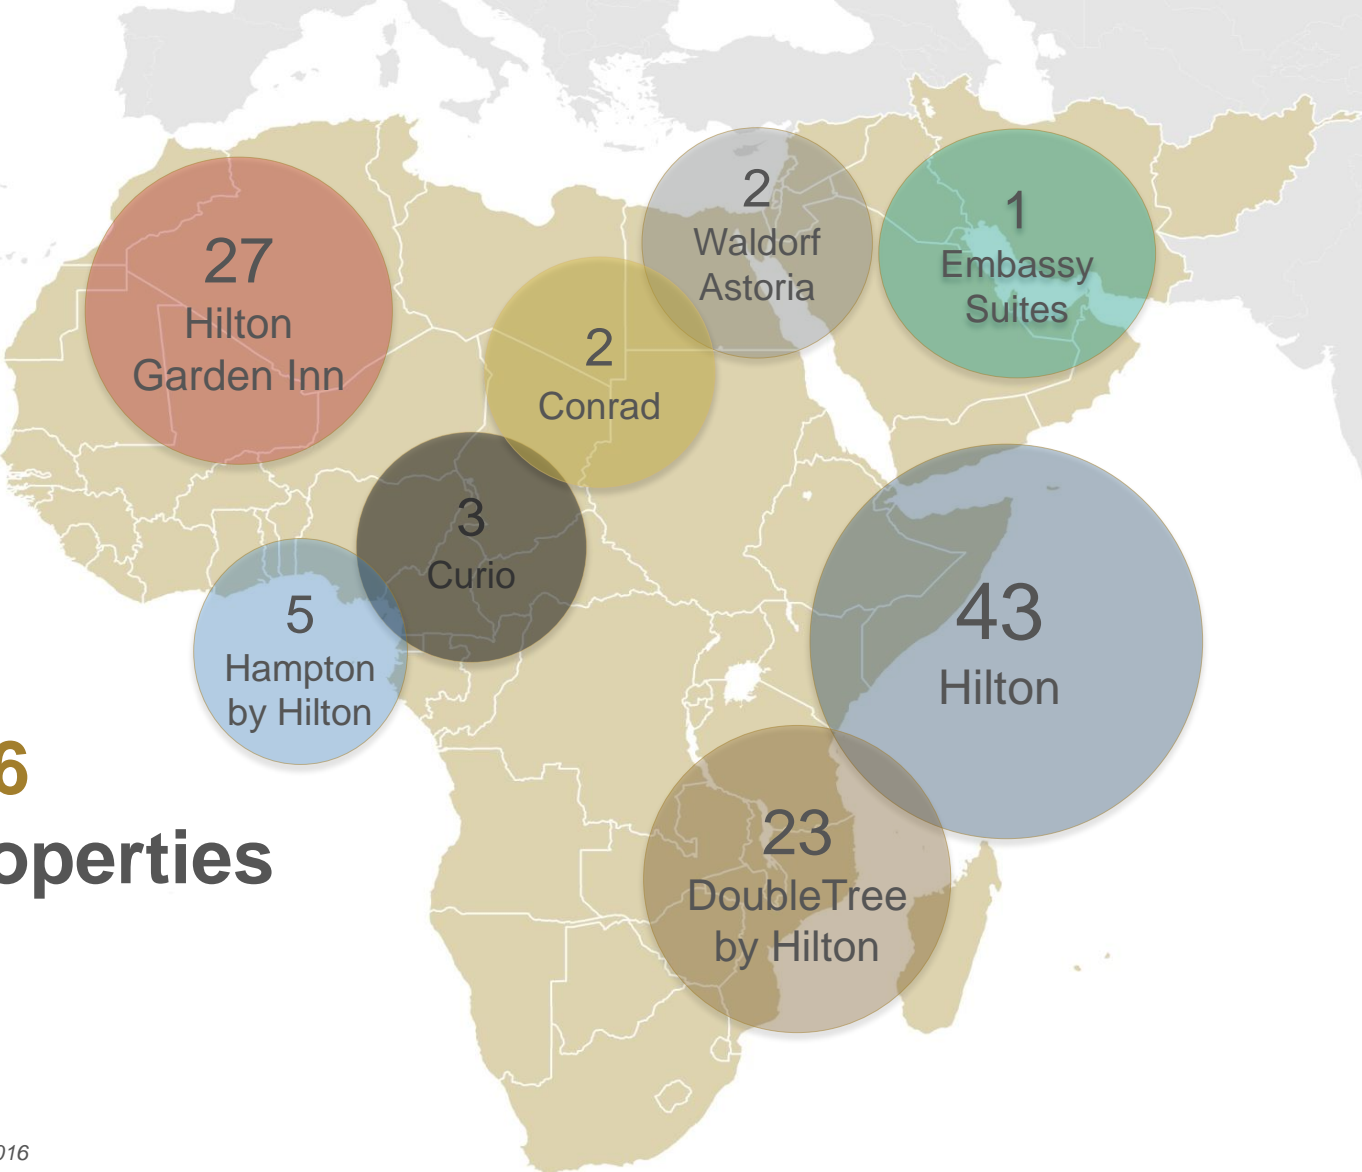 2
Waldorf
Astoria
1
Embassy
Suites
27
Hilton
Garden Inn
2
Conrad
3
Curio
5
Hampton
by Hilton
43
Hilton
23
DoubleTree
by Hilton
6
operties
016